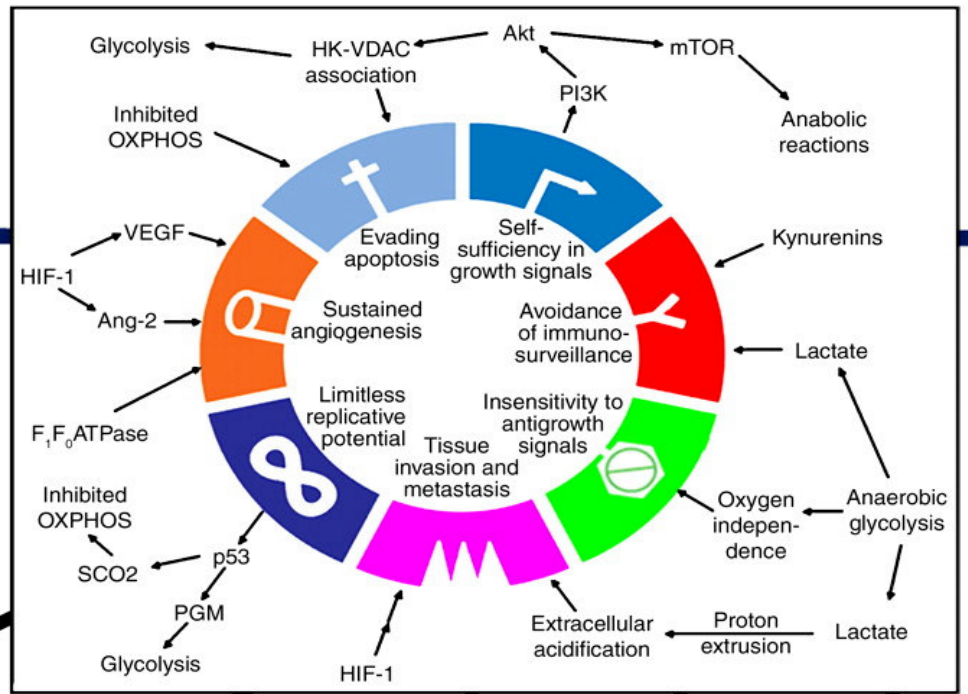 Glycolysis
HK-VDAC
association
Akt
mTOR
PI3K
Anabolic
reactions
Inhibited
OXPHOS
Evading
apoptosis
Self-
sufficiency in
growth signals
VEGF
HIF-1
Ang-2
Kynurenins
Sustained
angiogenesis
Avoidance
of immuno-
surveillance
Lactate
F₁F₀ATPase
Limitless
replicative
potential
Insensitivity to
antigrowth
signals
Tissue
invasion and
metastasis
Inhibited
OXPHOS
SCO2
p53
PGM
Glycolysis
HIF-1
Oxygen
indepen-
dence
Anaerobic
glycolysis
Extracellular
acidification
Proton
extrusion
Lactate